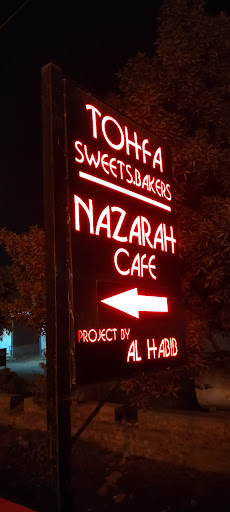 TOHFA
SWEETS.BAKERS
NAZARAH
CAFE
PROJECT BY
AL HABIB